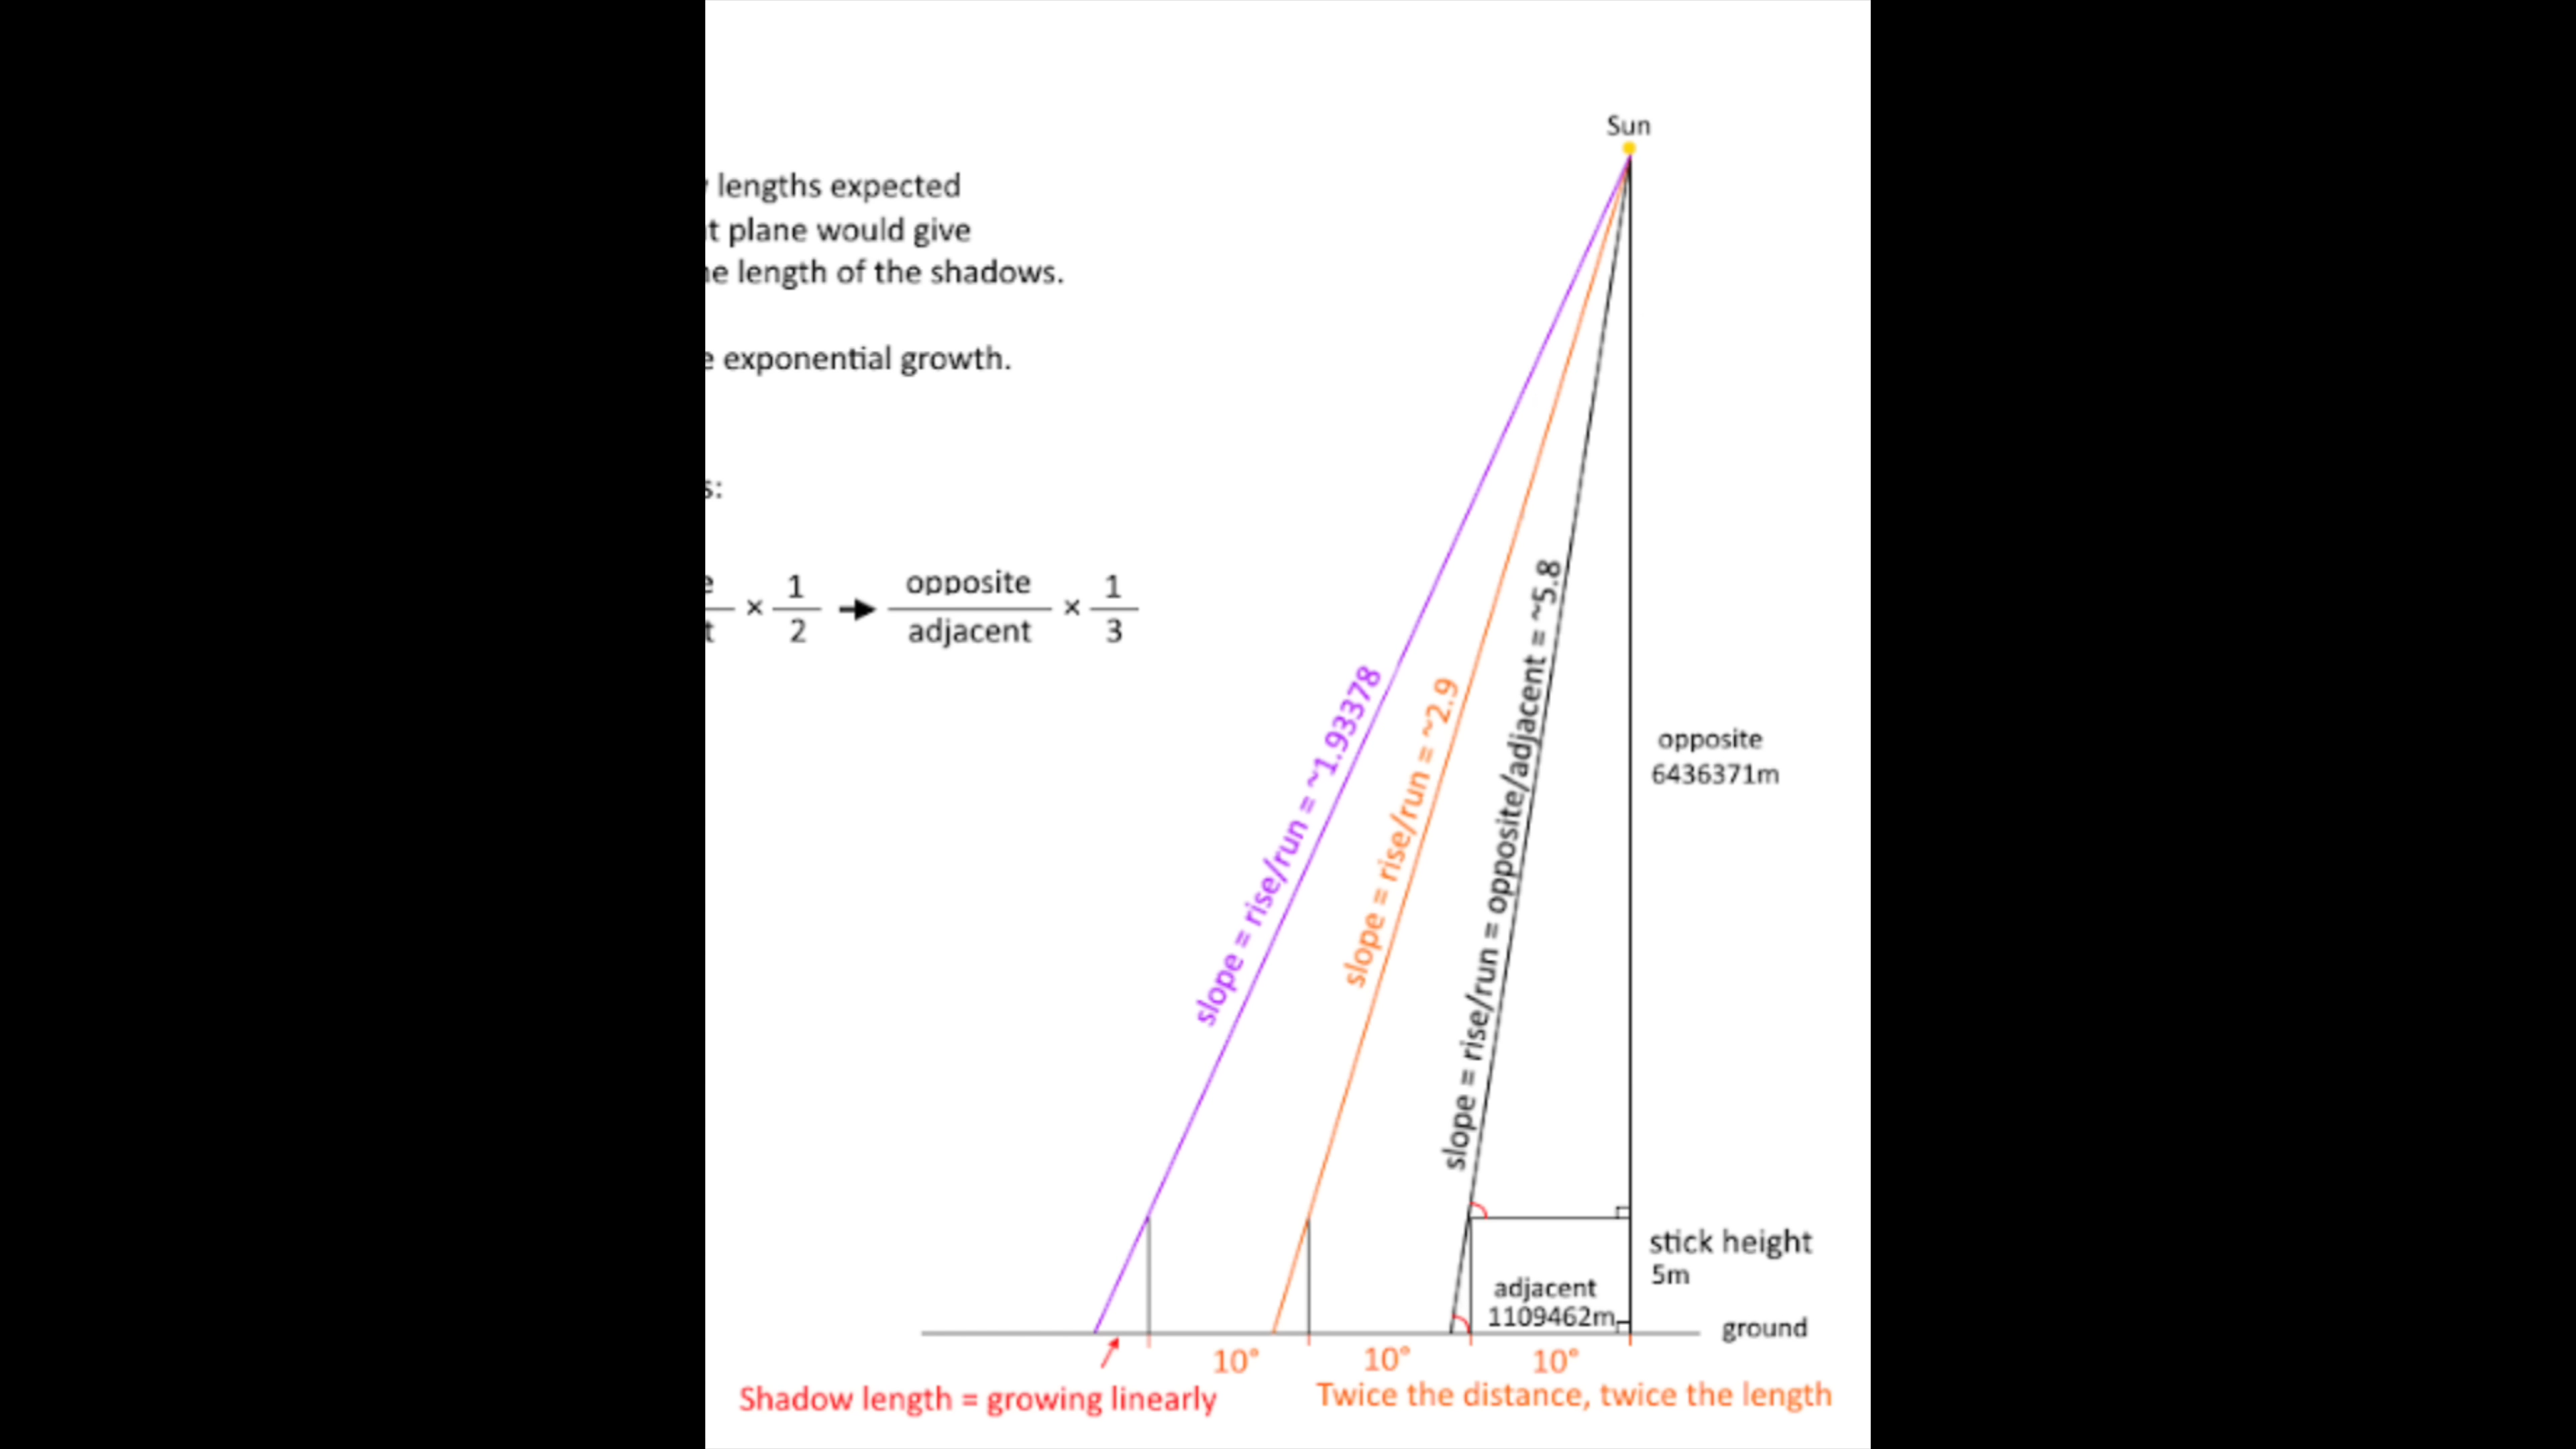 Sun
lengths expected
t plane would give
e length of the shadows.
exponential growth.
s:
× 1/2 → opposite/adjacent × 1/3
slope = rise/run = ~1.93378
slope = rise/run = ~2.9
slope = rise/run = opposite/adjacent = ~5.8
opposite
6436371m
stick height
5m
adjacent
1109462m
ground
10°
10°
10°
Shadow length = growing linearly
Twice the distance, twice the length